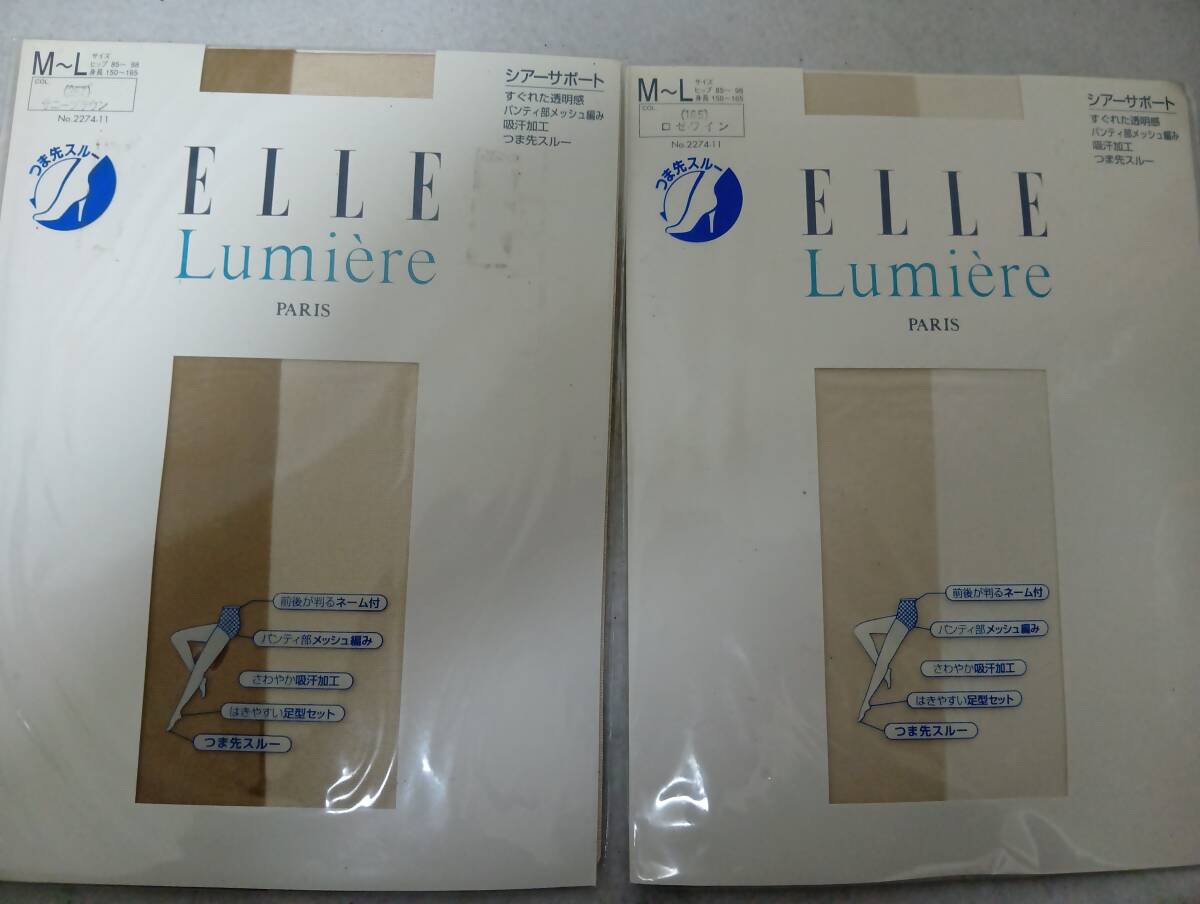 M～L
サイズ
ヒップ 85～ 98
身長 150～165
COL.
サニーブラウン
No.2274-11
シアーサポート
すぐれた透明感
パンティ部メッシュ編み
吸汗加工
つま先スルー
つま先スルー
ELLE
Lumière
PARIS
前後が判るネーム付
パンティ部メッシュ編み
さわやか吸汗加工
はきやすい足型セット
つま先スルー
M～L
サイズ
ヒップ 85～ 98
身長 150～165
COL.
(165)
ロゼワイン
No.2274-11
シアーサポート
すぐれた透明感
パンティ部メッシュ編み
吸汗加工
つま先スルー
つま先スルー
ELLE
Lumière
PARIS
前後が判るネーム付
パンティ部メッシュ編み
さわやか吸汗加工
はきやすい足型セット
つま先スルー